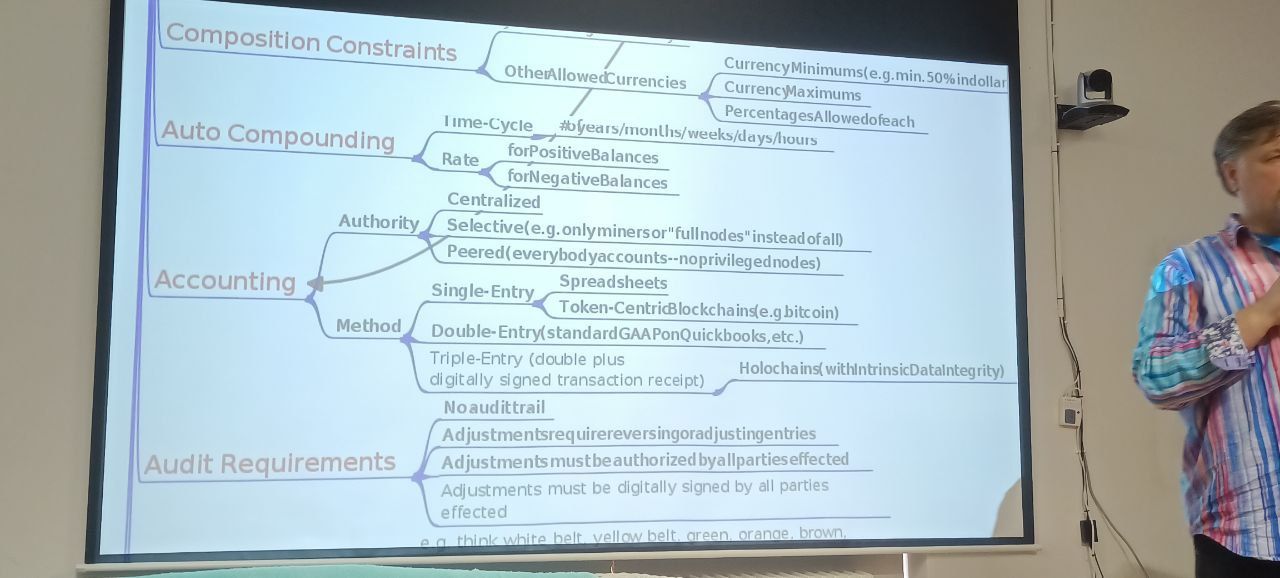 Composition Constraints
OtherAllowedCurrencies
CurrencyMinimums(e.g.min.50%indollar
CurrencyMaximums
PercentagesAllowedofeach
Auto Compounding
Time-Cycle
#ofyears/months/weeks/days/hours
Rate
forPositiveBalances
forNegativeBalances
Accounting
Authority
Centralized
Selective(e.g.onlyminersor"fullnodes"insteadofall)
Peered(everybodyaccounts--noprivilegednodes)
Method
Single-Entry
Spreadsheets
Token-CentricBlockchains(e.gbitcoin)
Double-Entry(standardGAAPonQuickbooks,etc.)
Triple-Entry (double plus
digitally signed transaction receipt)
Holochains(withIntrinsicDataIntegrity)
Audit Requirements
Noaudittrail
Adjustmentsrequirereversingoradjustingentries
Adjustmentsmustbeauthorizedbyallpartieseffected
Adjustments must be digitally signed by all parties
effected
e.g. think white belt, yellow belt, green, orange, brown,